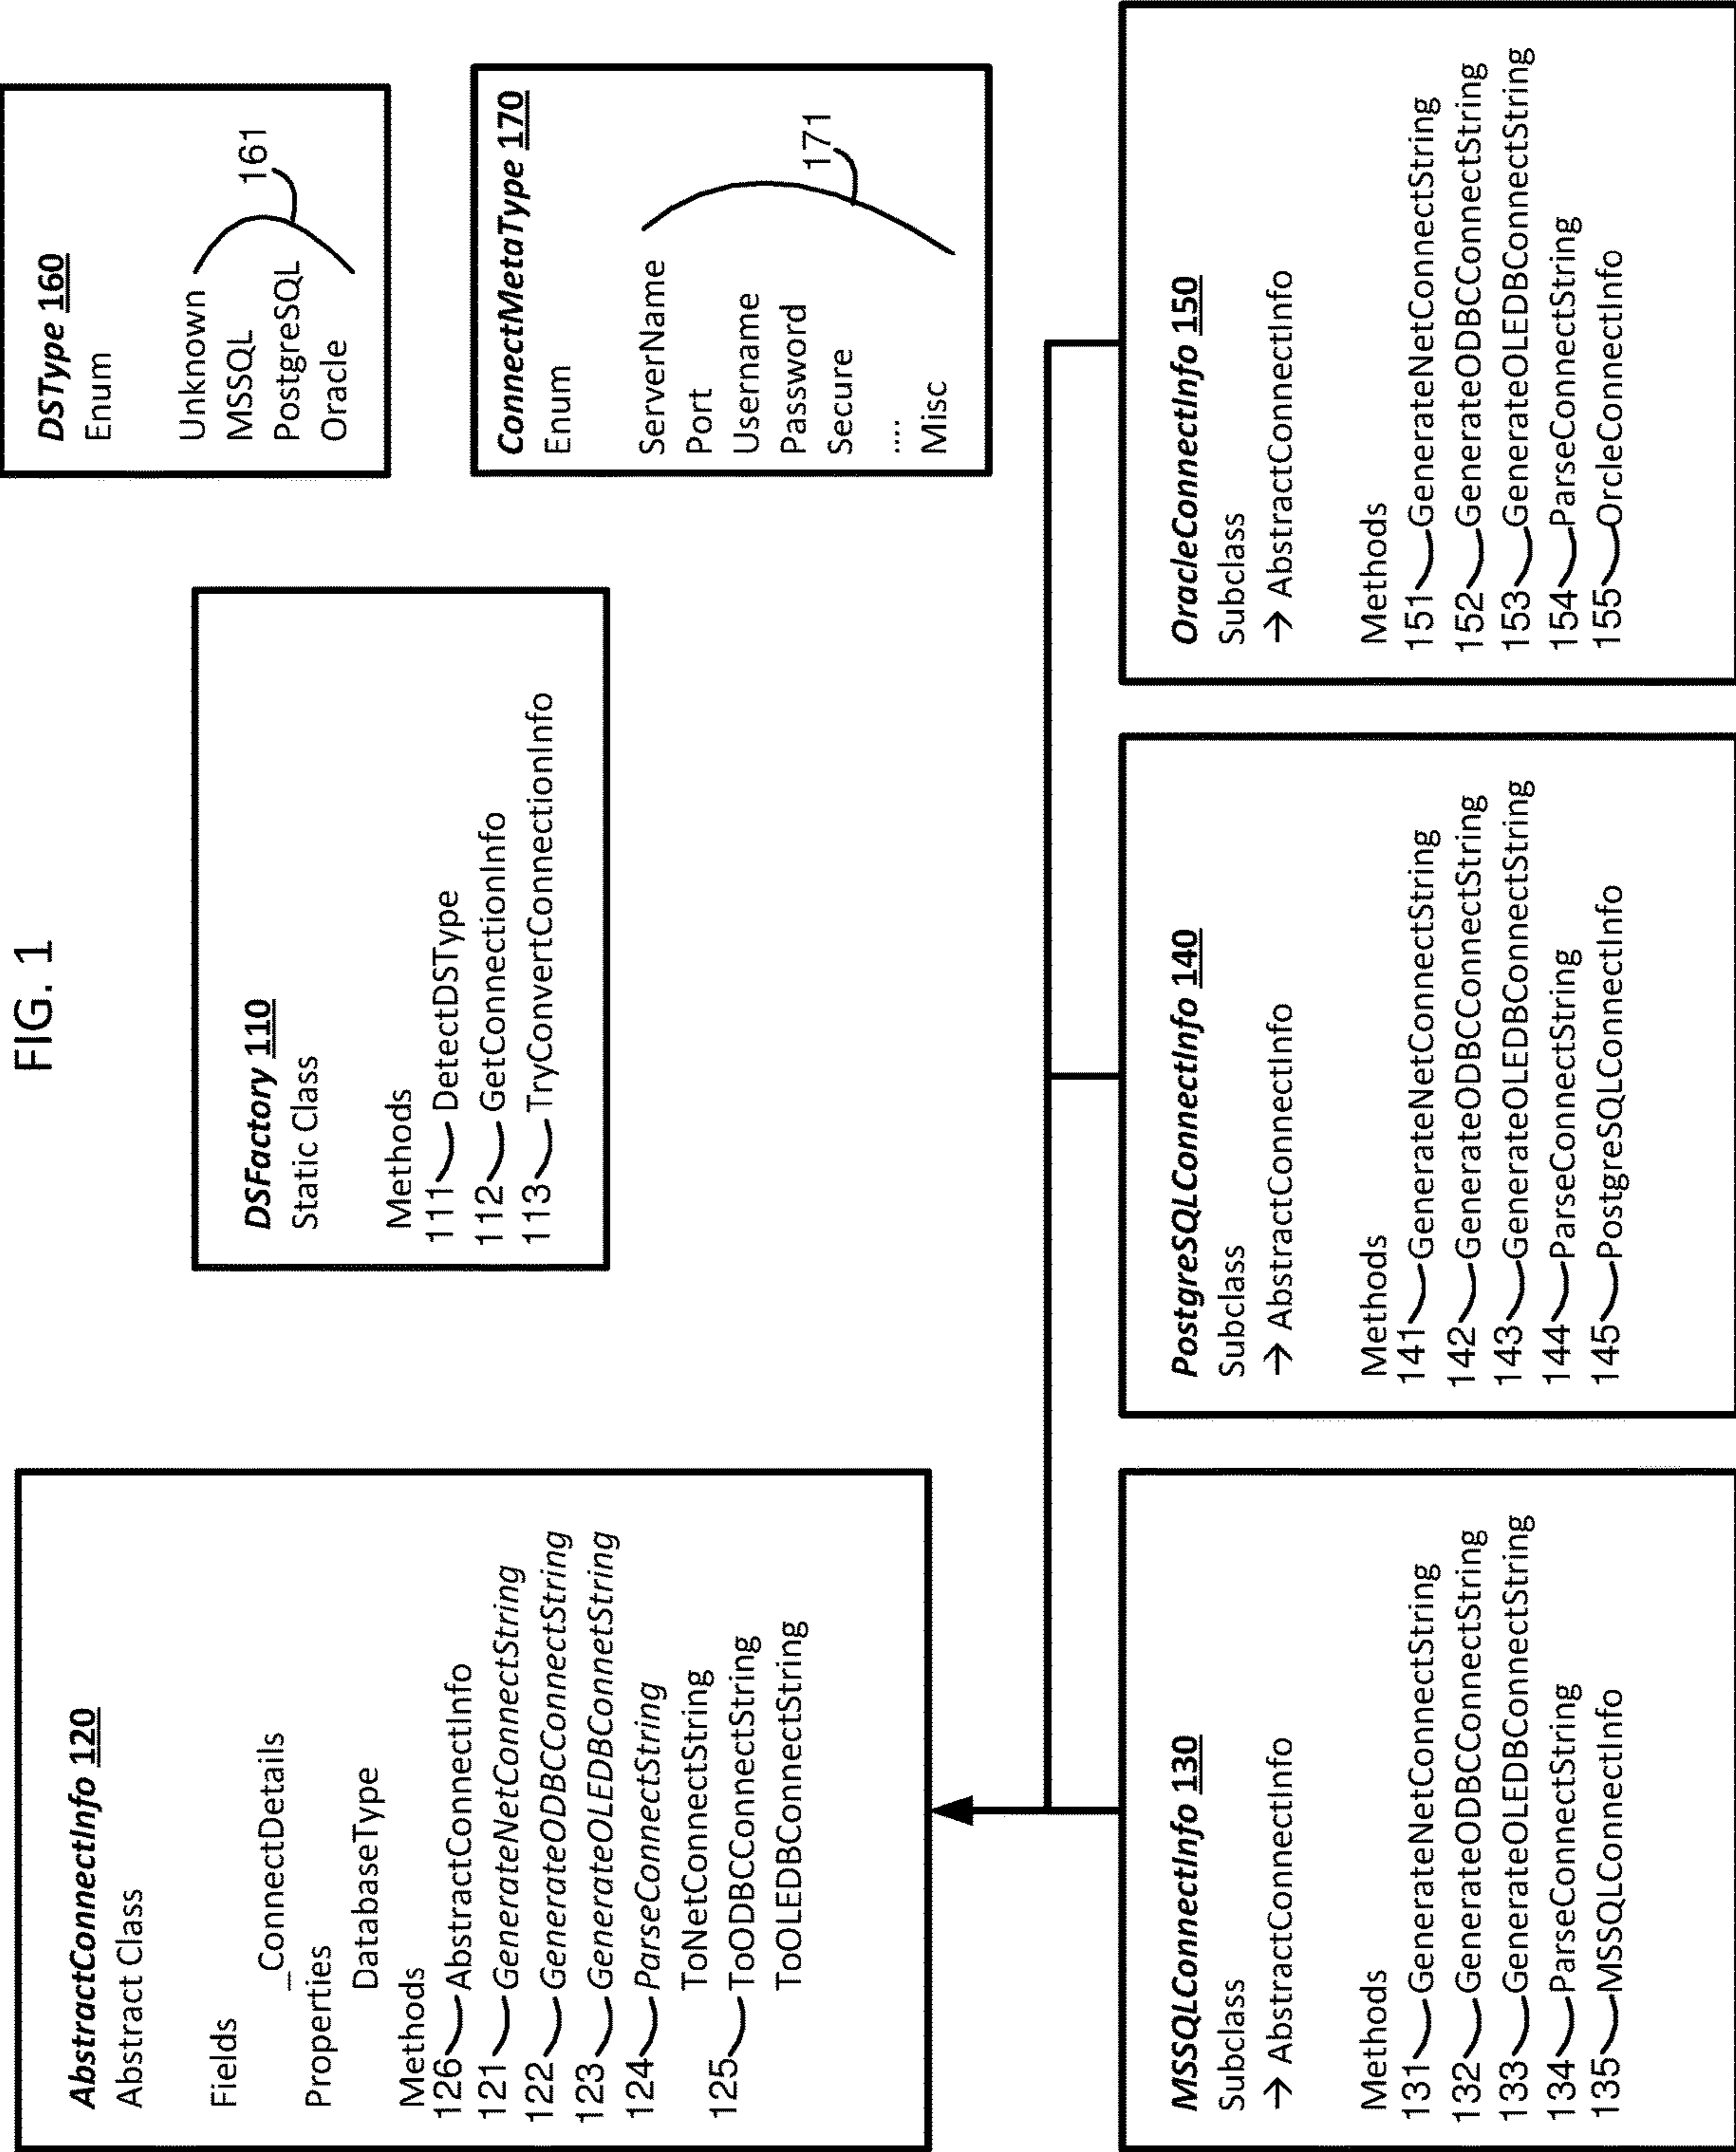 FIG. 1
AbstractConnectInfo 120
Abstract Class
Fields
_ConnectDetails
Properties
DatabaseType
Methods
126 AbstractConnectInfo
121 GenerateNetConnectString
122 GenerateODBCConnectString
123 GenerateOLEDBConnetString
124 ParseConnectString
ToNetConnectString
125 ToODBCConnectString
ToOLEDBConnectString
DSFactory 110
Static Class
Methods
111 DetectDSType
112 GetConnectionInfo
113 TryConvertConnectionInfo
DSType 160
Enum
Unknown
MSSQL
PostgreSQL
Oracle
161
ConnectMetaType 170
Enum
ServerName
Port
Username
Password
Secure
....
Misc
171
MSSQLConnectInfo 130
Subclass
→ AbstractConnectInfo
Methods
131 GenerateNetConnectString
132 GenerateODBCConnectString
133 GenerateOLEDBConnectString
134 ParseConnectString
135 MSSQLConnectInfo
PostgreSQLConnectInfo 140
Subclass
→ AbstractConnectInfo
Methods
141 GenerateNetConnectString
142 GenerateODBCConnectString
143 GenerateOLEDBConnectString
144 ParseConnectString
145 PostgreSQLConnectInfo
OracleConnectInfo 150
Subclass
→ AbstractConnectInfo
Methods
151 GenerateNetConnectString
152 GenerateODBCConnectString
153 GenerateOLEDBConnectString
154 ParseConnectString
155 OrcleConnectInfo